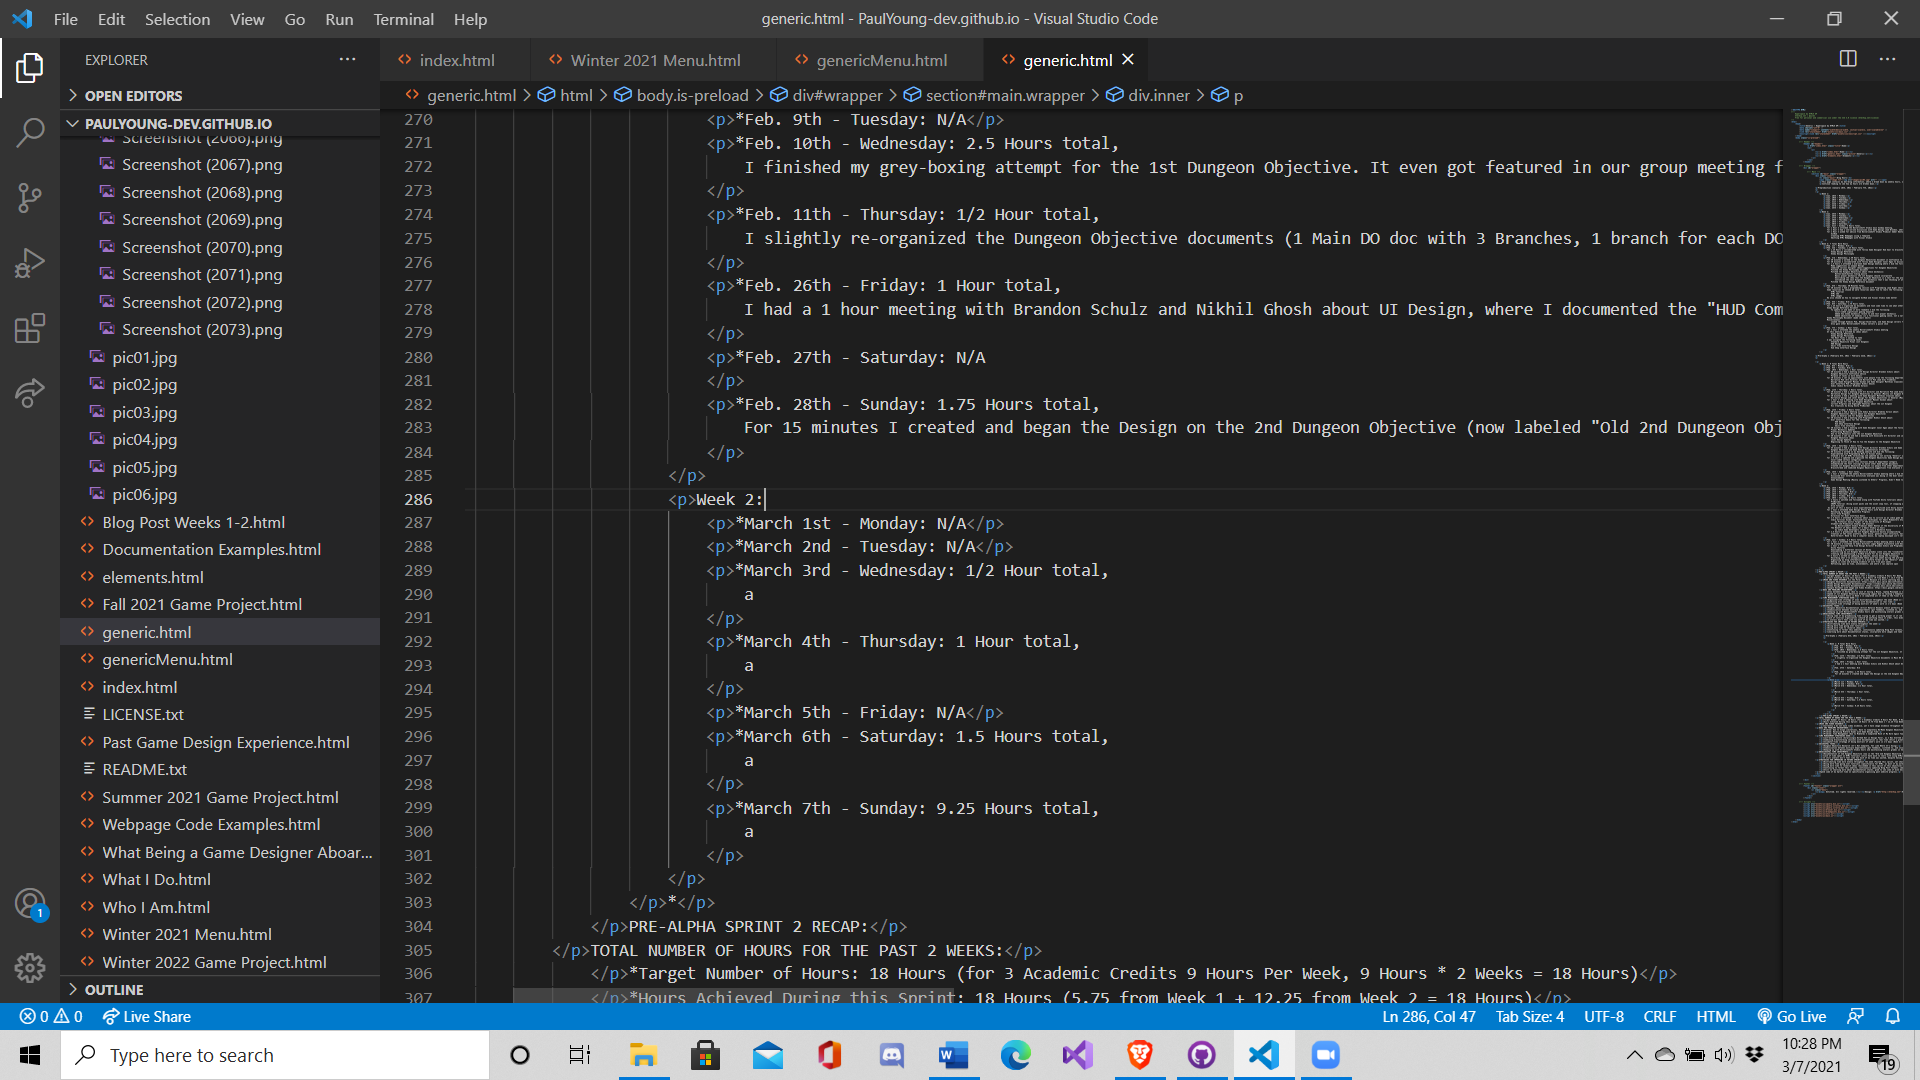 File Edit Selection View Go Run Terminal Help
generic.html - PaulYoung-dev.github.io - Visual Studio Code
EXPLORER
index.html
Winter 2021 Menu.html
genericMenu.html
generic.html
OPEN EDITORS
generic.html > html > body.is-preload > div#wrapper > section#main.wrapper > div.inner > p
PAULYOUNG-DEV.GITHUB.IO
Screenshot (2066).png
Screenshot (2067).png
Screenshot (2068).png
Screenshot (2069).png
Screenshot (2070).png
Screenshot (2071).png
Screenshot (2072).png
Screenshot (2073).png
pic01.jpg
pic02.jpg
pic03.jpg
pic04.jpg
pic05.jpg
pic06.jpg
Blog Post Weeks 1-2.html
Documentation Examples.html
elements.html
Fall 2021 Game Project.html
generic.html
genericMenu.html
index.html
LICENSE.txt
Past Game Design Experience.html
README.txt
Summer 2021 Game Project.html
Webpage Code Examples.html
What Being a Game Designer Aboar...
What I Do.html
Who I Am.html
Winter 2021 Menu.html
Winter 2022 Game Project.html
OUTLINE
270 <p>*Feb. 9th - Tuesday: N/A</p>
271 <p>*Feb. 10th - Wednesday: 2.5 Hours total,
272 I finished my grey-boxing attempt for the 1st Dungeon Objective. It even got featured in our group meeting f
273 </p>
274 <p>*Feb. 11th - Thursday: 1/2 Hour total,
275 I slightly re-organized the Dungeon Objective documents (1 Main DO doc with 3 Branches, 1 branch for each DO
276 </p>
277 <p>*Feb. 26th - Friday: 1 Hour total,
278 I had a 1 hour meeting with Brandon Schulz and Nikhil Ghosh about UI Design, where I documented the "HUD Com
279 </p>
280 <p>*Feb. 27th - Saturday: N/A
281 </p>
282 <p>*Feb. 28th - Sunday: 1.75 Hours total,
283 For 15 minutes I created and began the Design on the 2nd Dungeon Objective (now labeled "Old 2nd Dungeon Obj
284 </p>
285 </p>
286 <p>Week 2:
287 <p>*March 1st - Monday: N/A</p>
288 <p>*March 2nd - Tuesday: N/A</p>
289 <p>*March 3rd - Wednesday: 1/2 Hour total,
290 a
291 </p>
292 <p>*March 4th - Thursday: 1 Hour total,
293 a
294 </p>
295 <p>*March 5th - Friday: N/A</p>
296 <p>*March 6th - Saturday: 1.5 Hours total,
297 a
298 </p>
299 <p>*March 7th - Sunday: 9.25 Hours total,
300 a
301 </p>
302 </p>
303 </p>*</p>
304 </p>PRE-ALPHA SPRINT 2 RECAP:</p>
305 </p>TOTAL NUMBER OF HOURS FOR THE PAST 2 WEEKS:</p>
306 </p>*Target Number of Hours: 18 Hours (for 3 Academic Credits 9 Hours Per Week, 9 Hours * 2 Weeks = 18 Hours)</p>
307 </p>*Hours Achieved During this Sprint: 18 Hours (5.75 from Week 1 + 12.25 from Week 2 = 18 Hours)</p>
1
0 0 Live Share
Ln 286, Col 47 Tab Size: 4 UTF-8 CRLF HTML Go Live
Type here to search
10:28 PM
3/7/2021
19